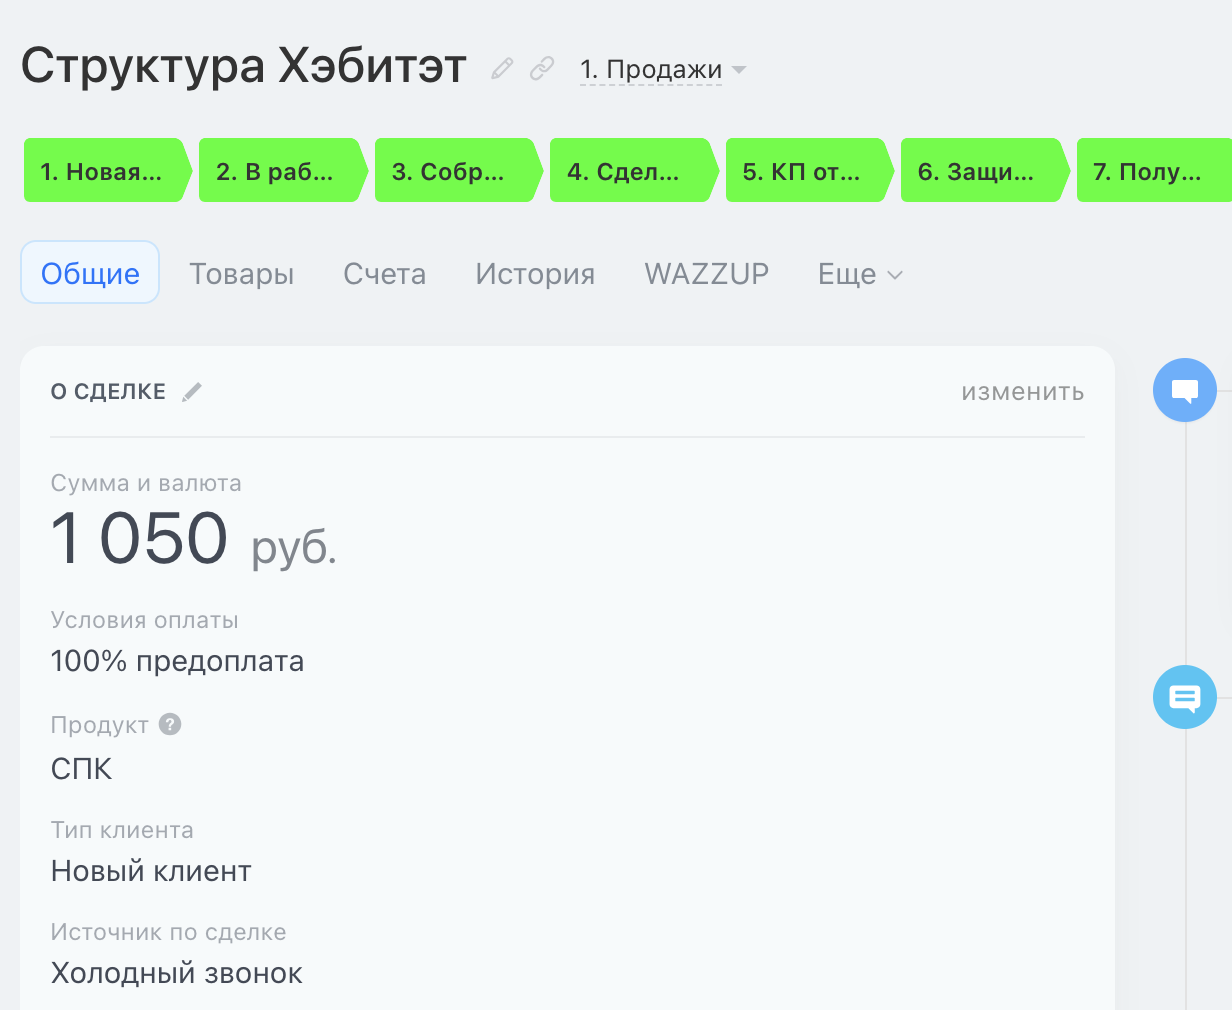 Структура Хэбитэт 1. Продажи
1. Новая... 2. В раб... 3. Собр... 4. Сдел... 5. КП от... 6. Защи... 7. Полу...
Общие Товары Счета История WAZZUP Еще
О СДЕЛКЕ изменить
Сумма и валюта
1 050 руб.
Условия оплаты
100% предоплата
Продукт ?
СПК
Тип клиента
Новый клиент
Источник по сделке
Холодный звонок